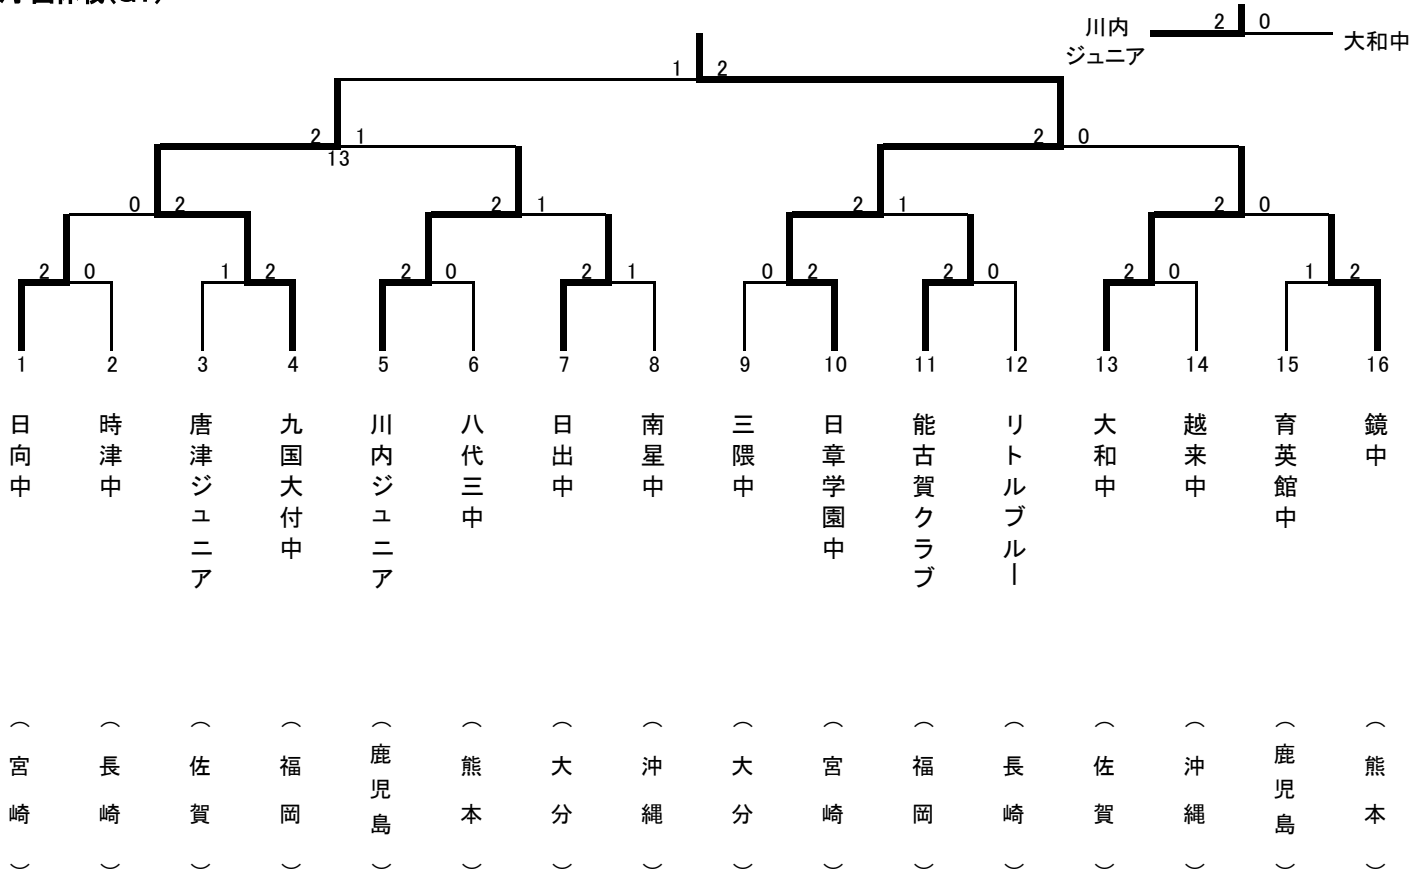 川内
ジュニア
2 0
大和中
1 2
2 1
13
2 0
0 2
2 1
2 1
2 0
2 0
1 2
2 0
2 1
0 2
2 0
2 0
1 2
1 2 3 4 5 6 7 8 9 10 11 12 13 14 15 16
日向中
時津中
唐津ジュニア
九国大付中
川内ジュニア
八代三中
日出中
南星中
三隈中
日章学園中
能古賀クラブ
リトルブルー
大和中
越来中
育英館中
鏡中
（宮崎）
（長崎）
（佐賀）
（福岡）
（鹿児島）
（熊本）
（大分）
（沖縄）
（大分）
（宮崎）
（福岡）
（長崎）
（佐賀）
（沖縄）
（鹿児島）
（熊本）